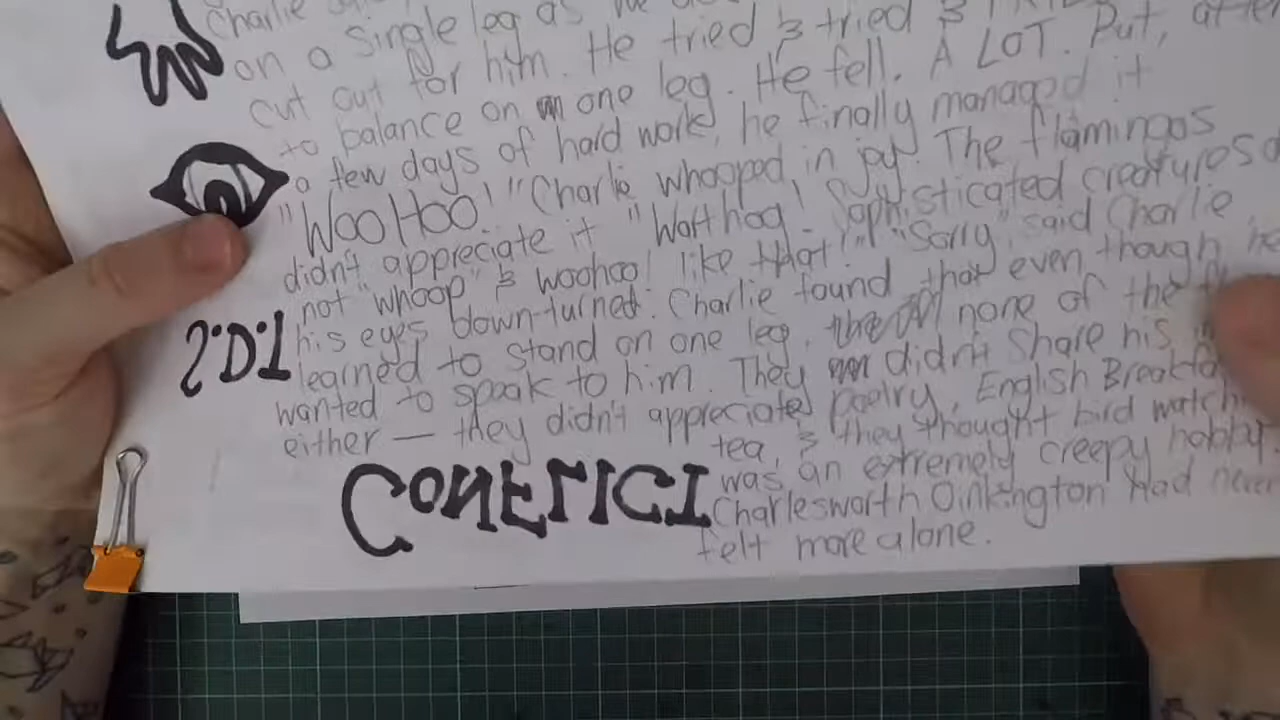 Charlie
on a single leg as
cut out for him. He tried & tried &
to balance on one leg. He fell. A LOT. But, after
a few days of hard work, he finally managed it
"WooHoo!" Charlie whooped in joy. The flamingos
didn't appreciate it "Warthog! Sophisticated creatures do
not "whoop" & woohoo! like that!" "Sorry" said Charlie
his eyes down-turned. Charlie found that even though he
learned to stand on one leg, none of the
wanted to speak to him. They didn't share his
either — they didn't appreciate poetry, English Breakfast
tea, & they thought bird watching
was an extremely creepy hobby.
Charlesworth Oinkington had never
felt more alone.